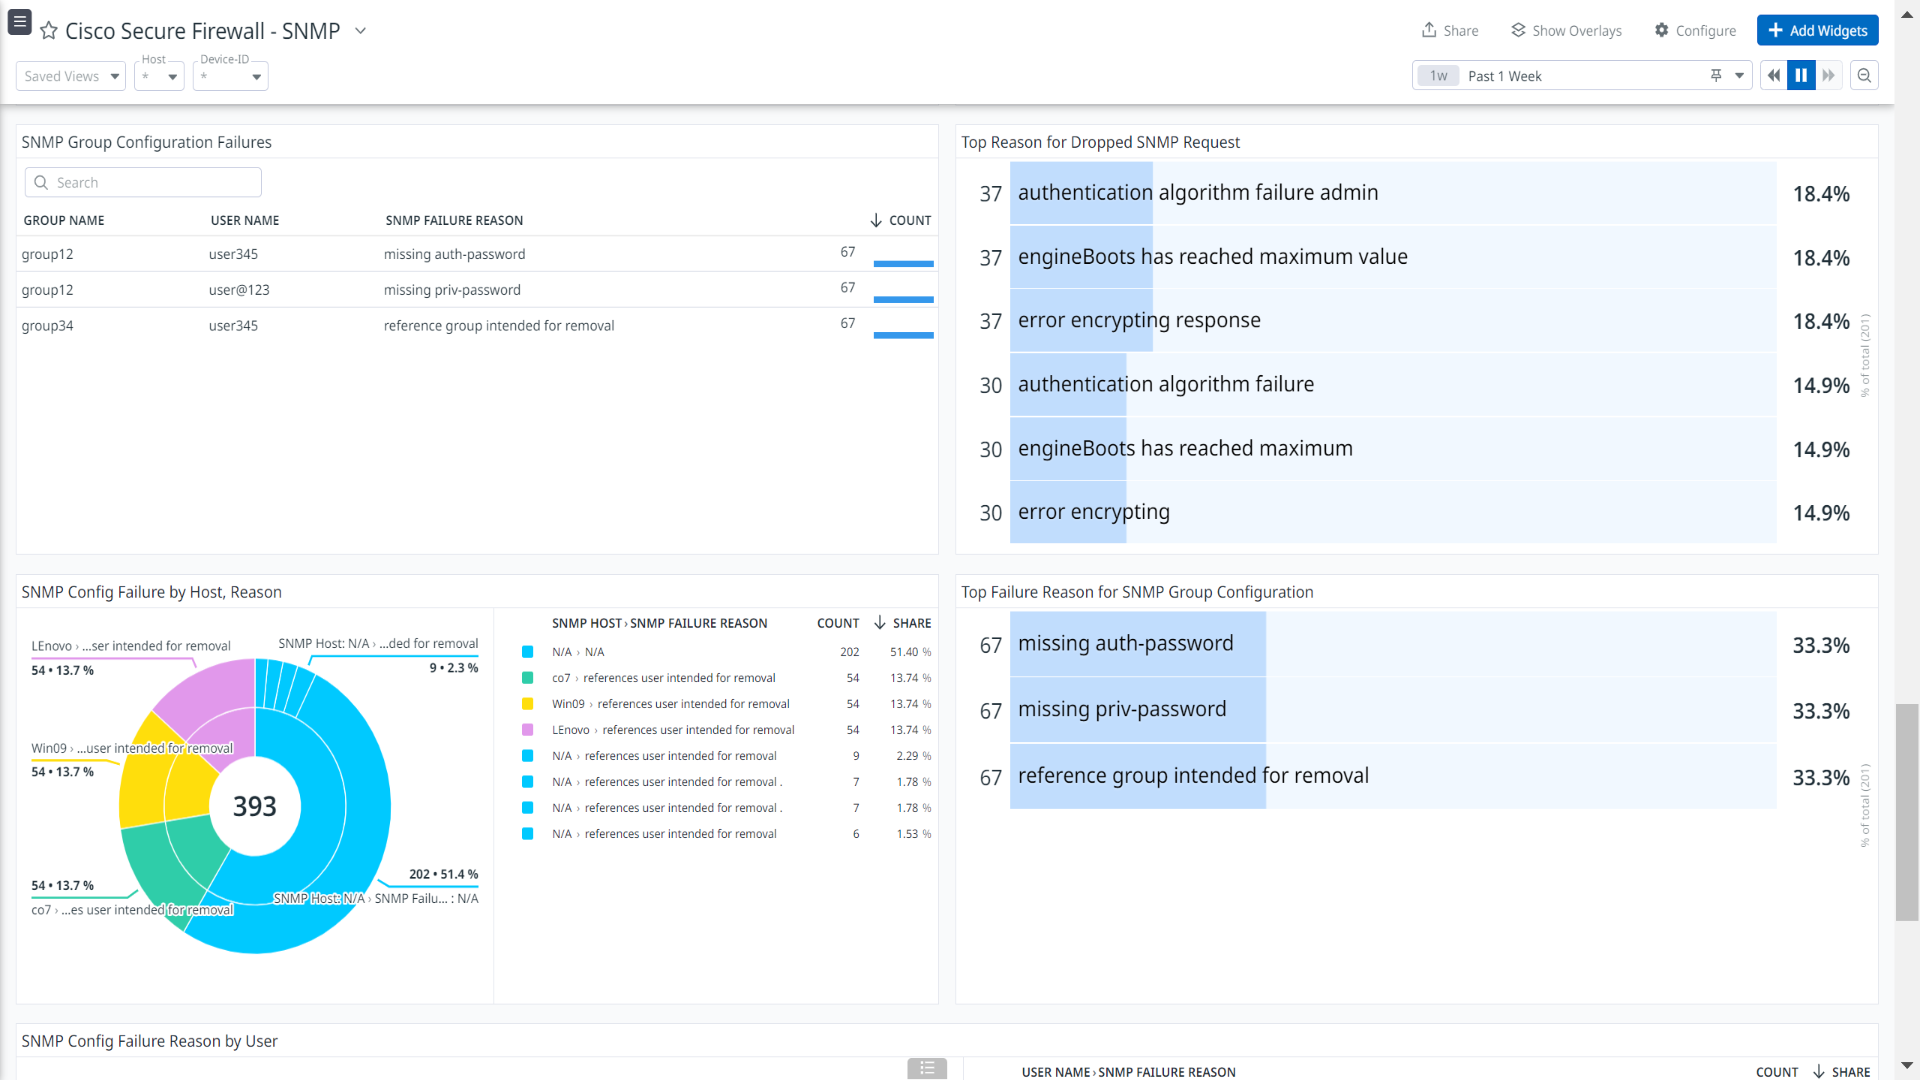 Cisco Secure Firewall - SNMP
Share
Show Overlays
Configure
Add Widgets
Saved Views
Host
*
Device-ID
*
1w
Past 1 Week
SNMP Group Configuration Failures
Search
GROUP NAME USER NAME SNMP FAILURE REASON COUNT
group12 user345 missing auth-password 67
group12 user@123 missing priv-password 67
group34 user345 reference group intended for removal 67
Top Reason for Dropped SNMP Request
37 authentication algorithm failure admin 18.4%
37 engineBoots has reached maximum value 18.4%
37 error encrypting response 18.4%
30 authentication algorithm failure 14.9%
30 engineBoots has reached maximum 14.9%
30 error encrypting 14.9%
% of total (201)
SNMP Config Failure by Host, Reason
LEnovo › ...ser intended for removal
54 • 13.7 %
SNMP Host: N/A › ...ded for removal
9 • 2.3 %
Win09 › ...user intended for removal
54 • 13.7 %
393
54 • 13.7 %
co7 › ...es user intended for removal
202 • 51.4 %
SNMP Host: N/A › SNMP Failu... : N/A
SNMP HOST › SNMP FAILURE REASON COUNT SHARE
N/A › N/A 202 51.40 %
co7 › references user intended for removal 54 13.74 %
Win09 › references user intended for removal 54 13.74 %
LEnovo › references user intended for removal 54 13.74 %
N/A › references user intended for removal 9 2.29 %
N/A › references user intended for removal . 7 1.78 %
N/A › references user intended for removal . 7 1.78 %
N/A › references user intended for removal 6 1.53 %
Top Failure Reason for SNMP Group Configuration
67 missing auth-password 33.3%
67 missing priv-password 33.3%
67 reference group intended for removal 33.3%
% of total (201)
SNMP Config Failure Reason by User
USER NAME › SNMP FAILURE REASON COUNT SHARE